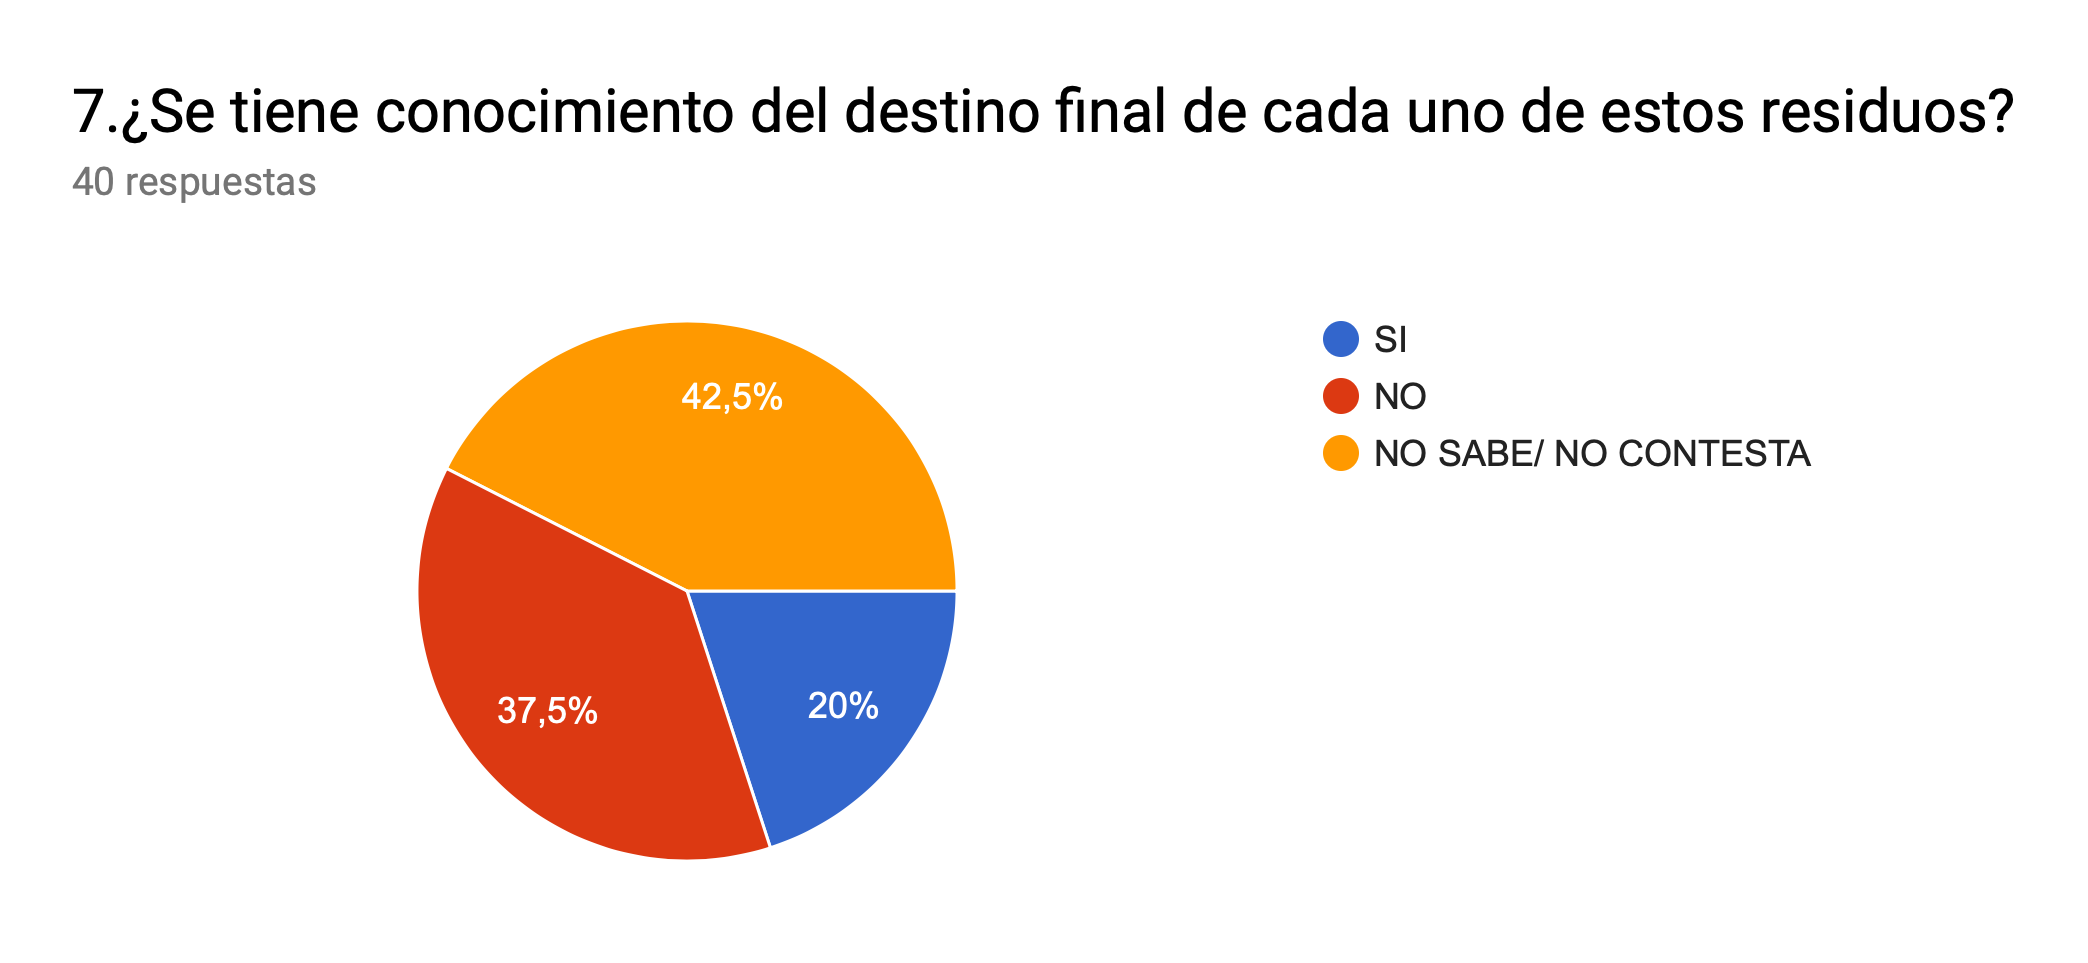 7.¿Se tiene conocimiento del destino final de cada uno de estos residuos?
40 respuestas
SI
NO
NO SABE/ NO CONTESTA
42,5%
37,5%
20%